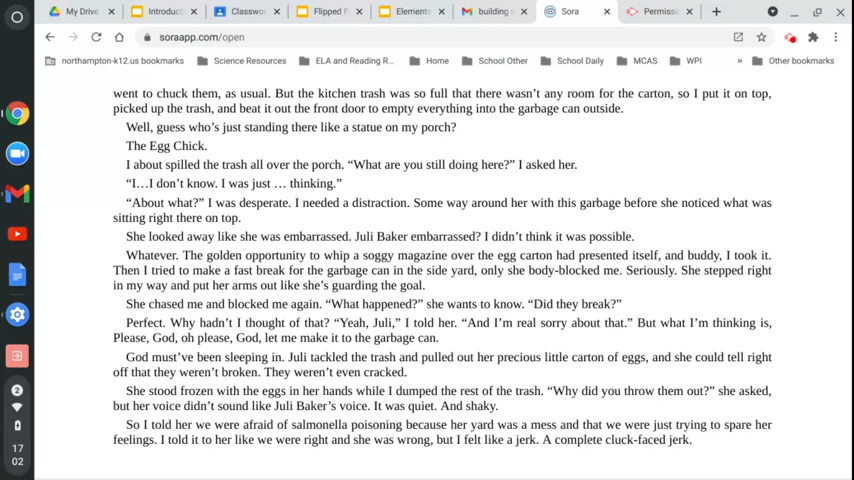 My Drive
Introduct
Classwor
Flipped F
Elements
building r
Sora
Permissi
soraapp.com/open
northampton-k12.us bookmarks
Science Resources
ELA and Reading R...
Home
School Other
School Daily
MCAS
WPI
»
Other bookmarks
went to chuck them, as usual. But the kitchen trash was so full that there wasn't any room for the carton, so I put it on top,
picked up the trash, and beat it out the front door to empty everything into the garbage can outside.
Well, guess who's just standing there like a statue on my porch?
The Egg Chick.
I about spilled the trash all over the porch. “What are you still doing here?” I asked her.
“I…I don't know. I was just … thinking.”
“About what?” I was desperate. I needed a distraction. Some way around her with this garbage before she noticed what was
sitting right there on top.
She looked away like she was embarrassed. Juli Baker embarrassed? I didn't think it was possible.
Whatever. The golden opportunity to whip a soggy magazine over the egg carton had presented itself, and buddy, I took it.
Then I tried to make a fast break for the garbage can in the side yard, only she body-blocked me. Seriously. She stepped right
in my way and put her arms out like she's guarding the goal.
She chased me and blocked me again. “What happened?” she wants to know. “Did they break?”
Perfect. Why hadn't I thought of that? “Yeah, Juli,” I told her. “And I'm real sorry about that.” But what I'm thinking is,
Please, God, oh please, God, let me make it to the garbage can.
God must've been sleeping in. Juli tackled the trash and pulled out her precious little carton of eggs, and she could tell right
off that they weren't broken. They weren't even cracked.
She stood frozen with the eggs in her hands while I dumped the rest of the trash. “Why did you throw them out?” she asked,
but her voice didn't sound like Juli Baker's voice. It was quiet. And shaky.
So I told her we were afraid of salmonella poisoning because her yard was a mess and that we were just trying to spare her
feelings. I told it to her like we were right and she was wrong, but I felt like a jerk. A complete cluck-faced jerk.
2
17
02